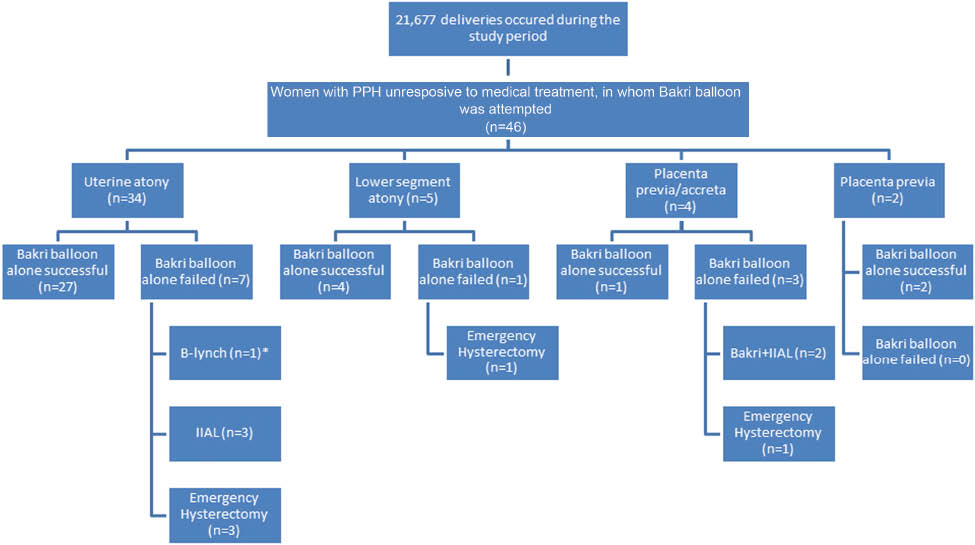 21,677 deliveries occured during the
study period
Women with PPH unresposive to medical treatment, in whom Bakri balloon
was attempted
(n=46)
Uterine atony
(n=34)
Lower segment
atony (n=5)
Placenta
previa/accreta
(n=4)
Placenta previa
(n=2)
Bakri balloon
alone successful
(n=27)
Bakri balloon
alone failed (n=7)
Bakri balloon
alone successful
(n=4)
Bakri balloon
alone failed (n=1)
Bakri balloon
alone successful
(n=1)
Bakri balloon
alone failed (n=3)
Bakri balloon
alone successful
(n=2)
B-lynch (n=1)*
Emergency
Hysterectomy
(n=1)
Bakri+IIAL (n=2)
Bakri balloon
alone failed (n=0)
IIAL (n=3)
Emergency
Hysterectomy
(n=1)
Emergency
Hysterectomy
(n=3)